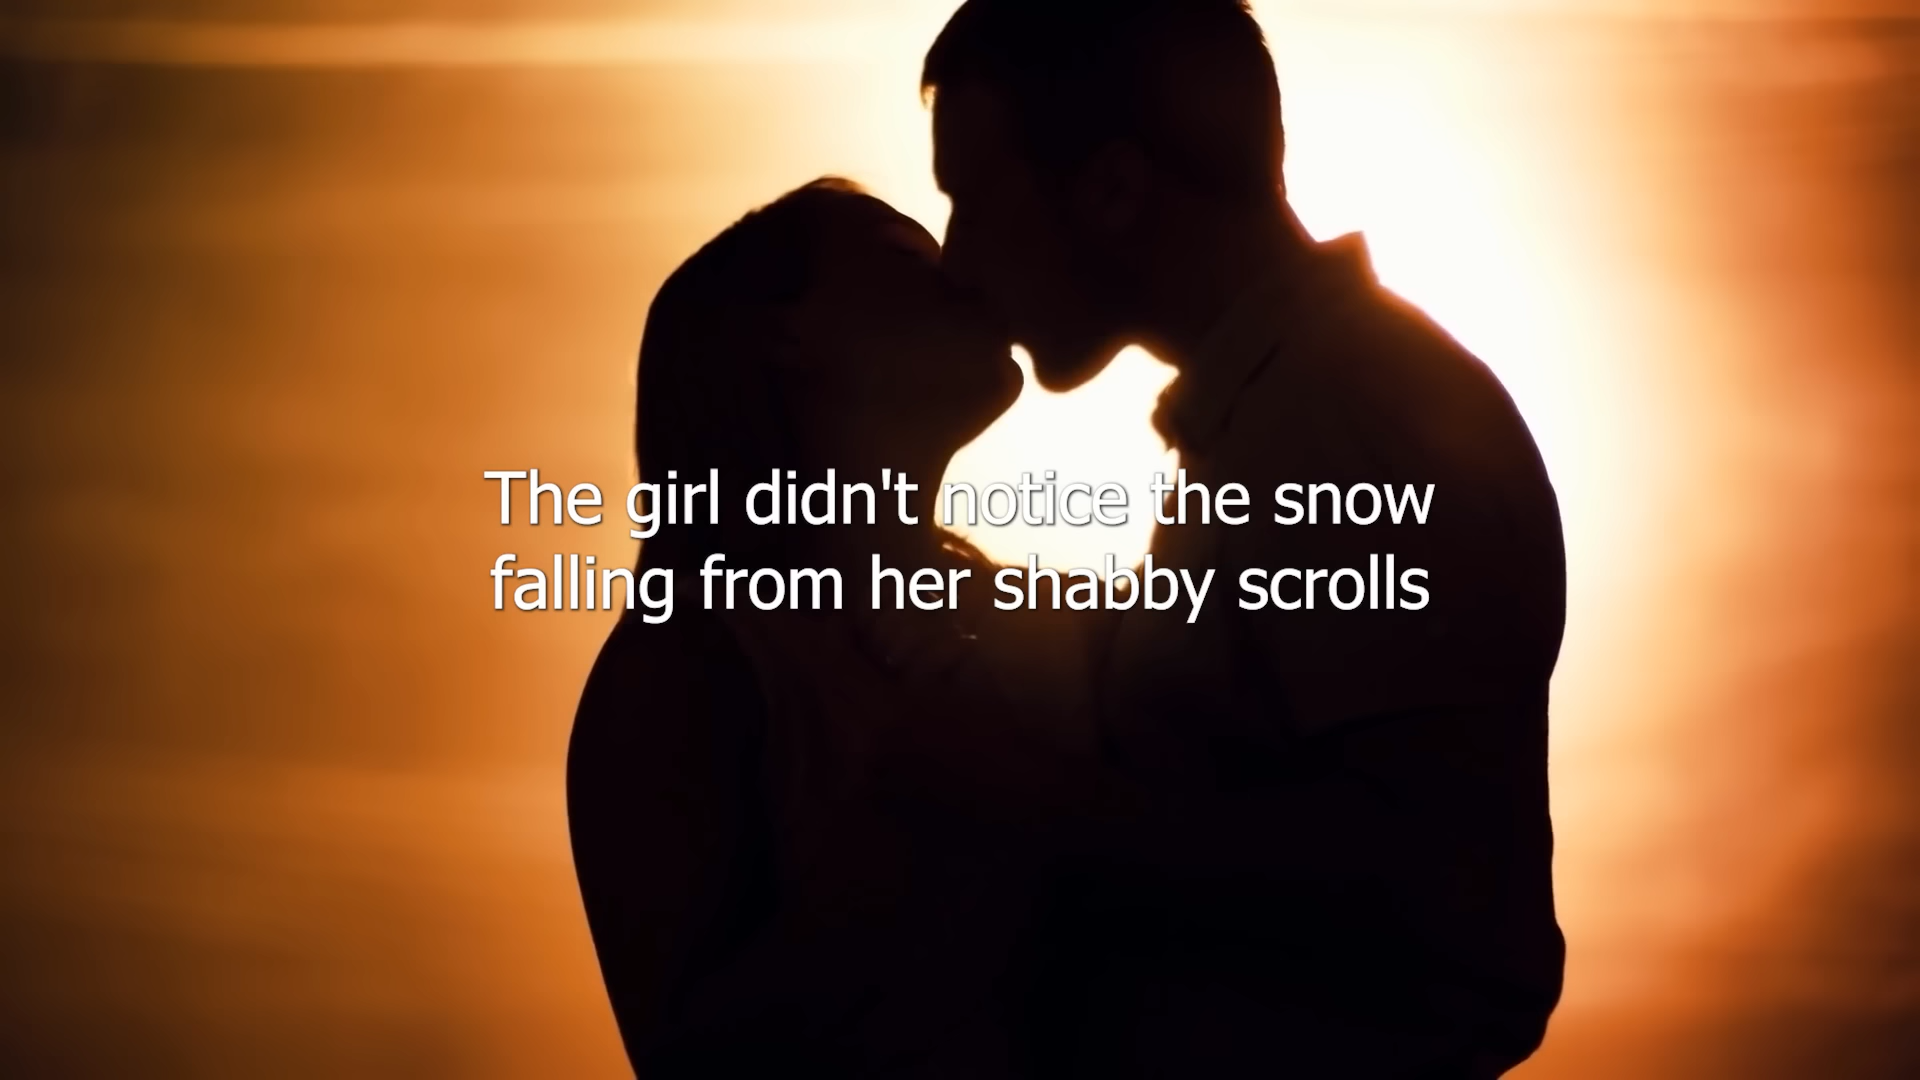 The girl didn't notice the snow
falling from her shabby scrolls